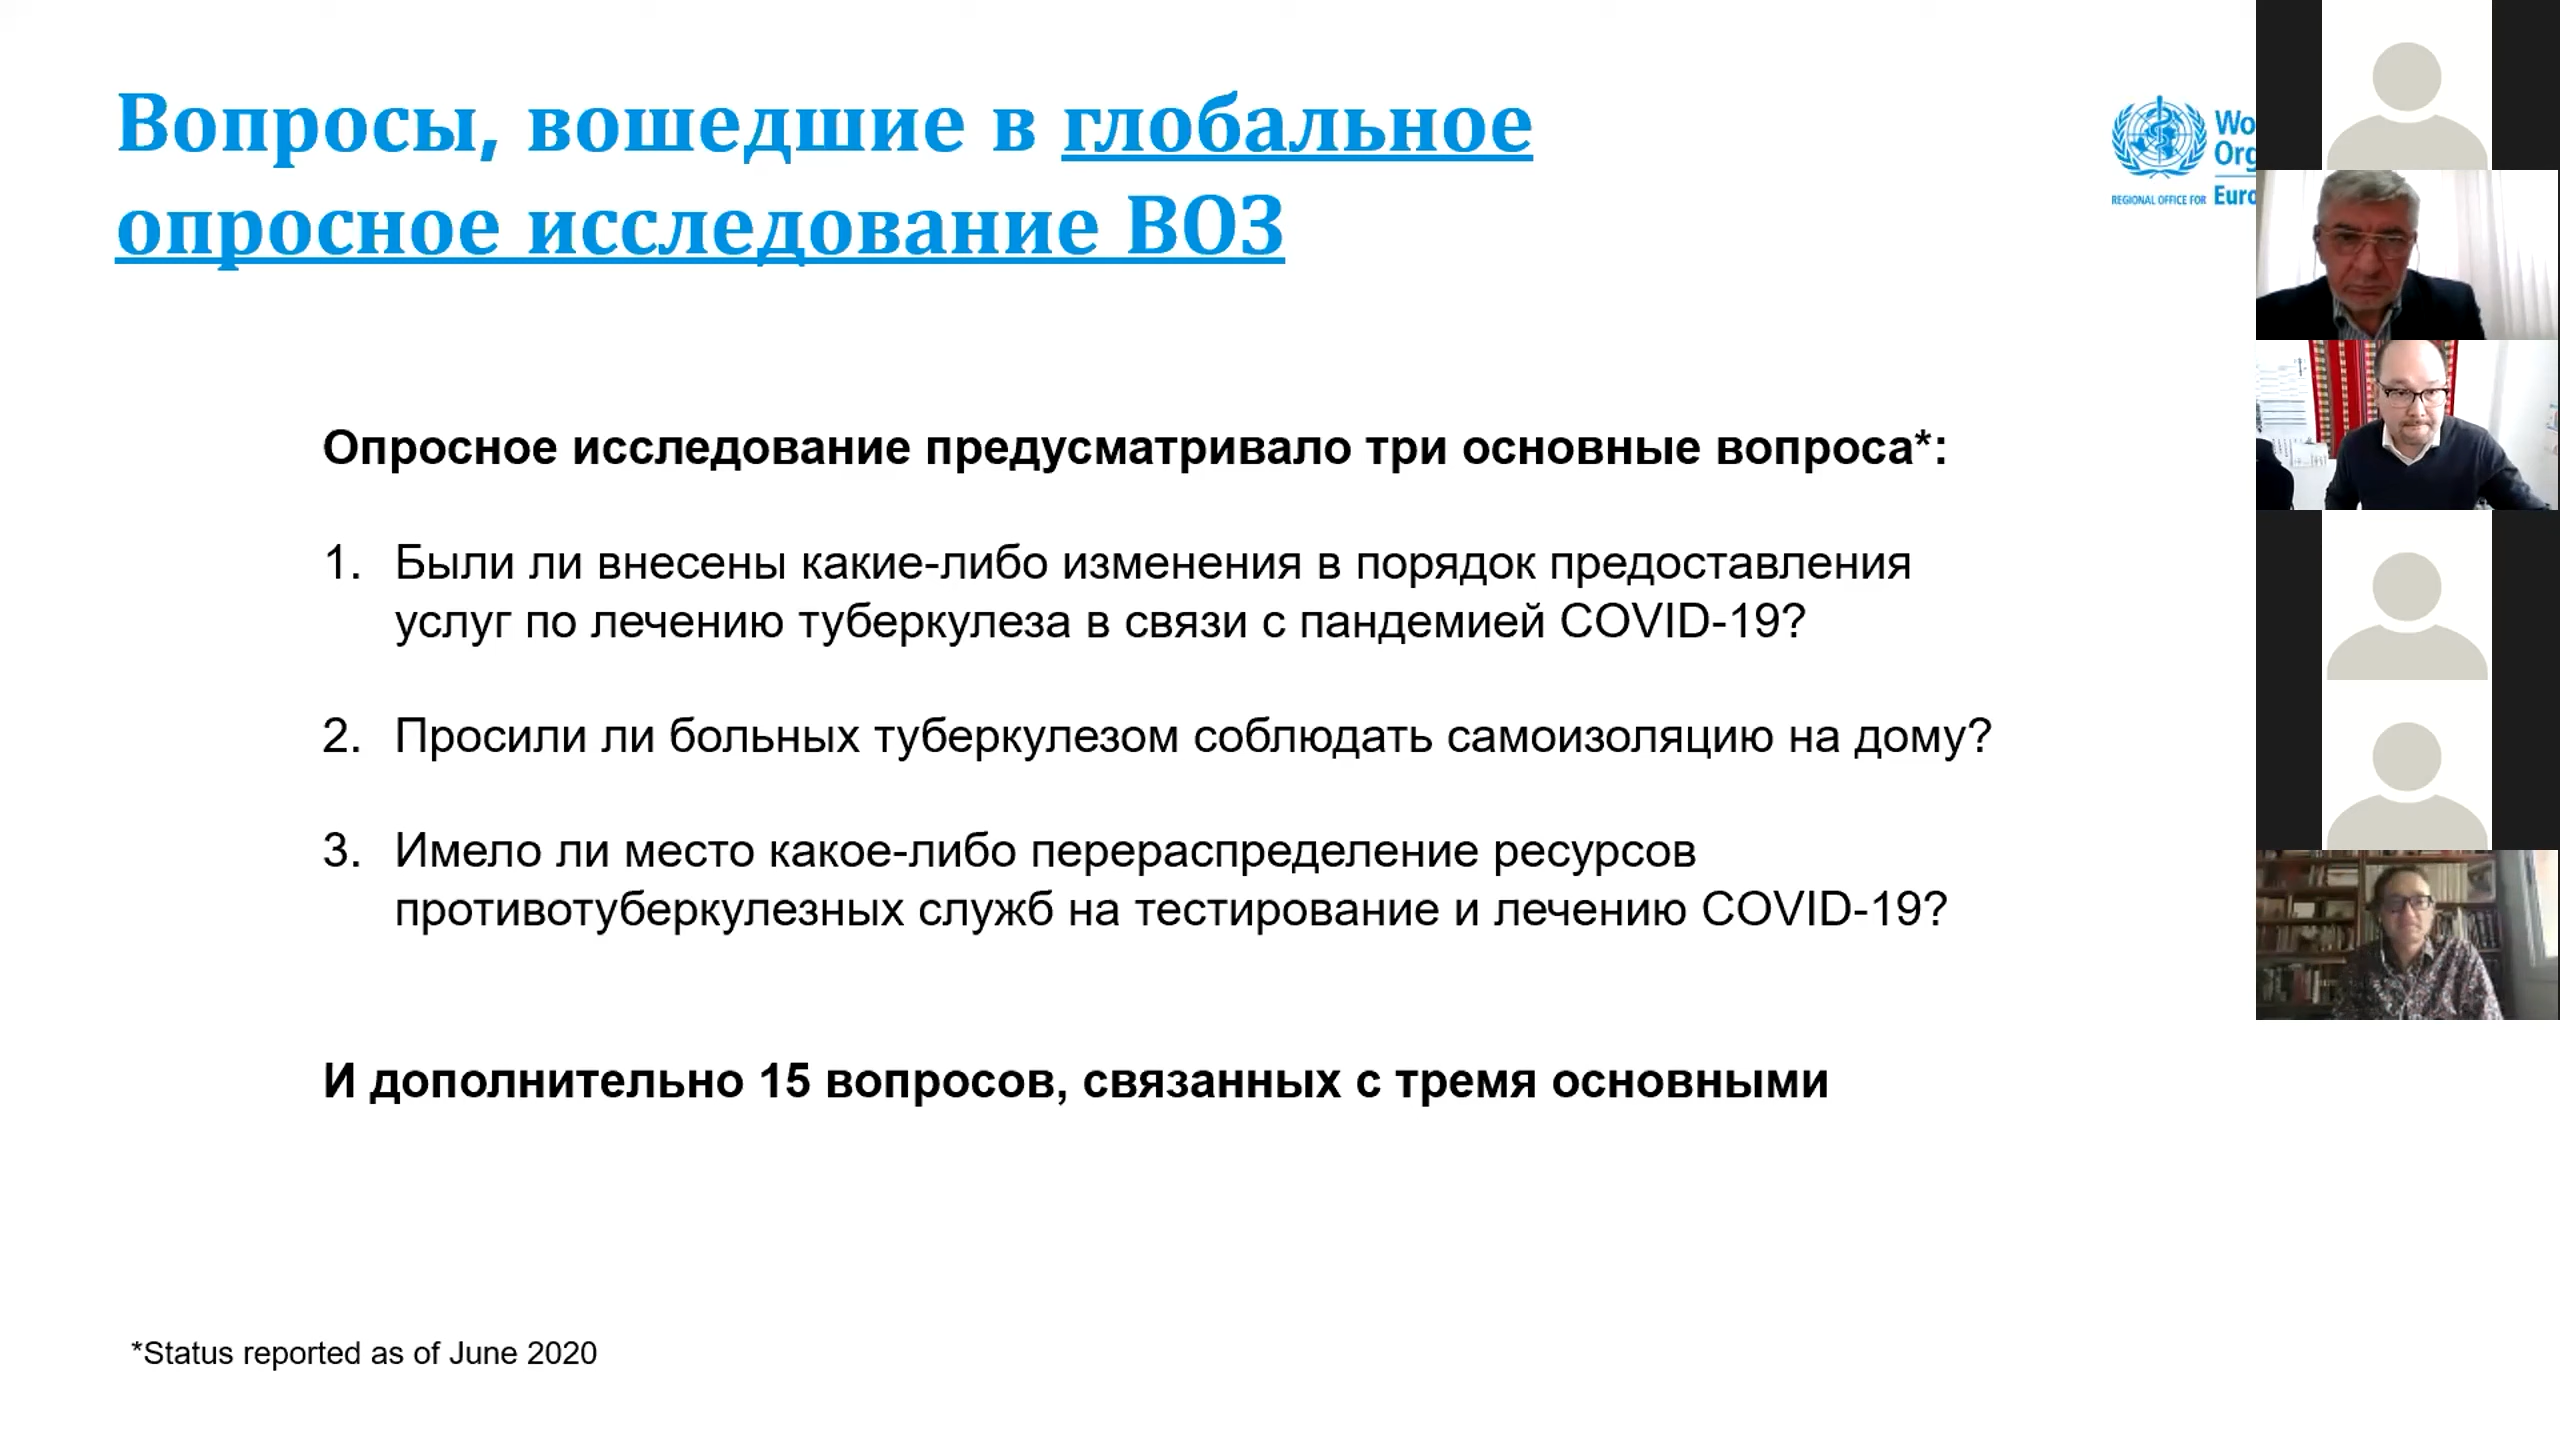 Вопросы, вошедшие в глобальное
опросное исследование ВОЗ
REGIONAL OFFICE FOR
Опросное исследование предусматривало три основные вопроса*:
1. Были ли внесены какие-либо изменения в порядок предоставления
услуг по лечению туберкулеза в связи с пандемией COVID-19?
2. Просили ли больных туберкулезом соблюдать самоизоляцию на дому?
3. Имело ли место какое-либо перераспределение ресурсов
противотуберкулезных служб на тестирование и лечению COVID-19?
И дополнительно 15 вопросов, связанных с тремя основными
*Status reported as of June 2020